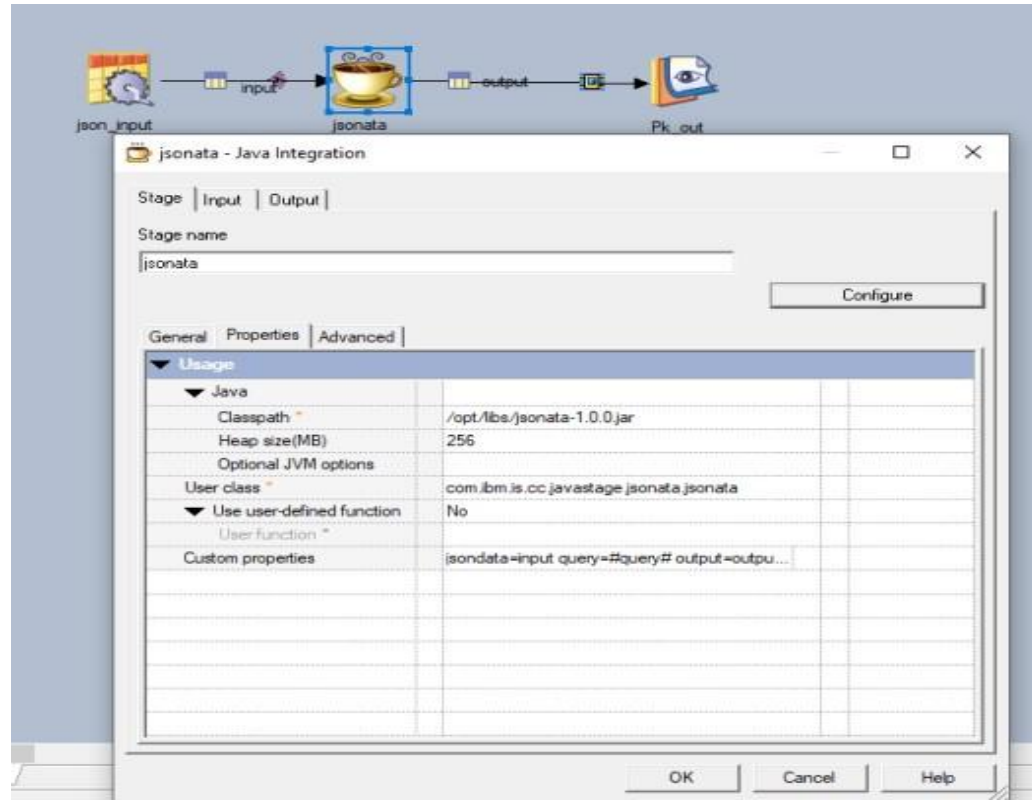 input
output
json_input
jsonata
Pk_out
jsonata - Java Integration
Stage Input Output
Stage name
jsonata
Configure
General Properties Advanced
Usage
Java
Classpath * /opt/libs/jsonata-1.0.0.jar
Heap size(MB) 256
Optional JVM options
User class * com.ibm.is.cc.javastage.jsonata.jsonata
Use user-defined function No
User function *
Custom properties jsondata=input query=#query# output=outpu...
OK Cancel Help